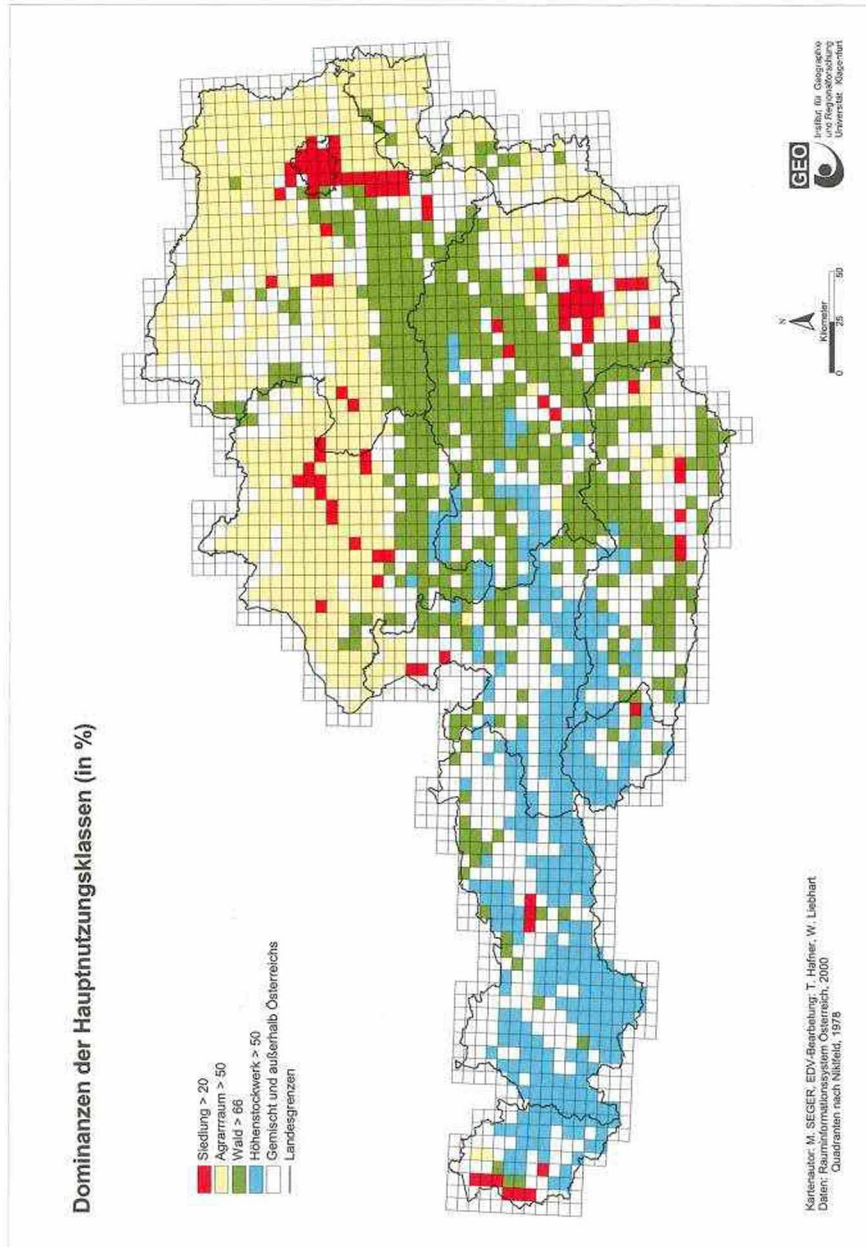 Dominanzen der Hauptnutzungsklassen (in %)
Siedlung > 20
Agrarrraum > 50
Wald > 66
Höhenstockwerk > 50
Gemischt und außerhalb Österreichs
Landesgrenzen
Kartenautor: M. SEGER, EDV-Bearbeitung: T. Hafner, W. Liebhart
Daten: Rauminformationssystem Österreich, 2000
Quadranten nach Niklfeld, 1978
N
0 25 50
Kilometer
GEO
Institut für Geographie
und Regionalforschung
Universität Klagenfurt